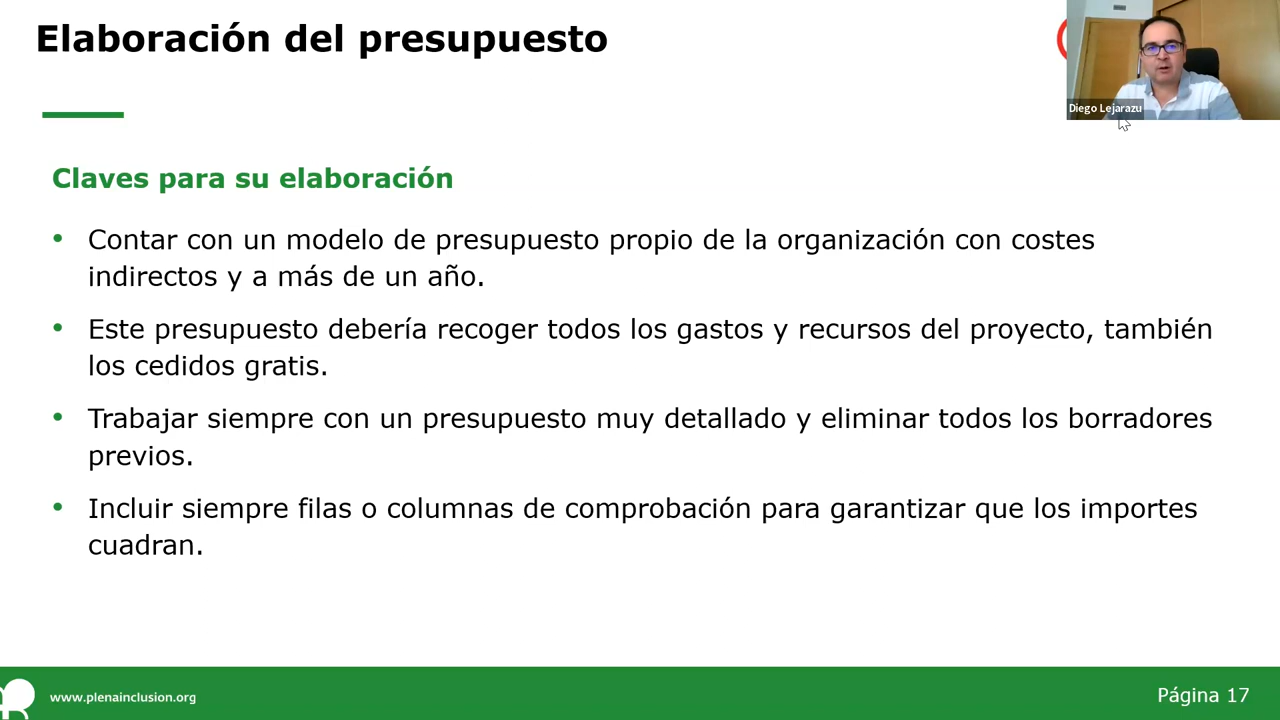 Elaboración del presupuesto
Diego Lejarazu
Claves para su elaboración
• Contar con un modelo de presupuesto propio de la organización con costes
indirectos y a más de un año.
• Este presupuesto debería recoger todos los gastos y recursos del proyecto, también
los cedidos gratis.
• Trabajar siempre con un presupuesto muy detallado y eliminar todos los borradores
previos.
• Incluir siempre filas o columnas de comprobación para garantizar que los importes
cuadran.
www.plenainclusion.org
Página 17